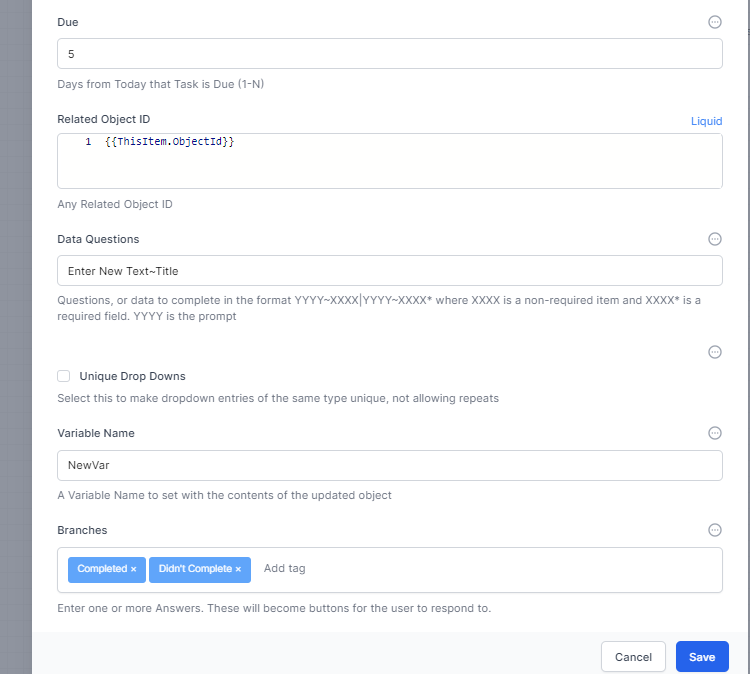 Due
5
Days from Today that Task is Due (1-N)
Related Object ID
Liquid
1 {{ThisItem.ObjectId}}
Any Related Object ID
Data Questions
Enter New Text~Title
Questions, or data to complete in the format YYYY~XXXX|YYYY~XXXX* where XXXX is a non-required item and XXXX* is a
required field. YYYY is the prompt
Unique Drop Downs
Select this to make dropdown entries of the same type unique, not allowing repeats
Variable Name
NewVar
A Variable Name to set with the contents of the updated object
Branches
Completed × Didn't Complete × Add tag
Enter one or more Answers. These will become buttons for the user to respond to.
Cancel Save